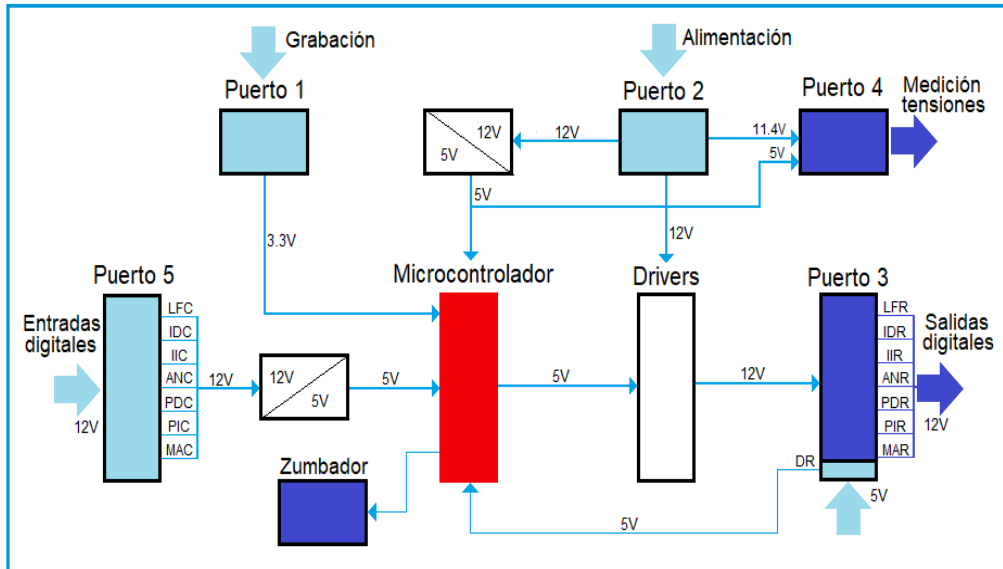 Grabación
Alimentación
Puerto 1
Puerto 2
Puerto 4
Medición
tensiones
12V
5V
12V
11.4V
5V
5V
3.3V
12V
Puerto 5
Microcontrolador
Drivers
Puerto 3
Entradas
digitales
12V
LFC
IDC
IIC
ANC
PDC
PIC
MAC
12V
12V
5V
5V
5V
12V
LFR
IDR
IIR
ANR
PDR
PIR
MAR
Salidas
digitales
12V
Zumbador
DR
5V
5V